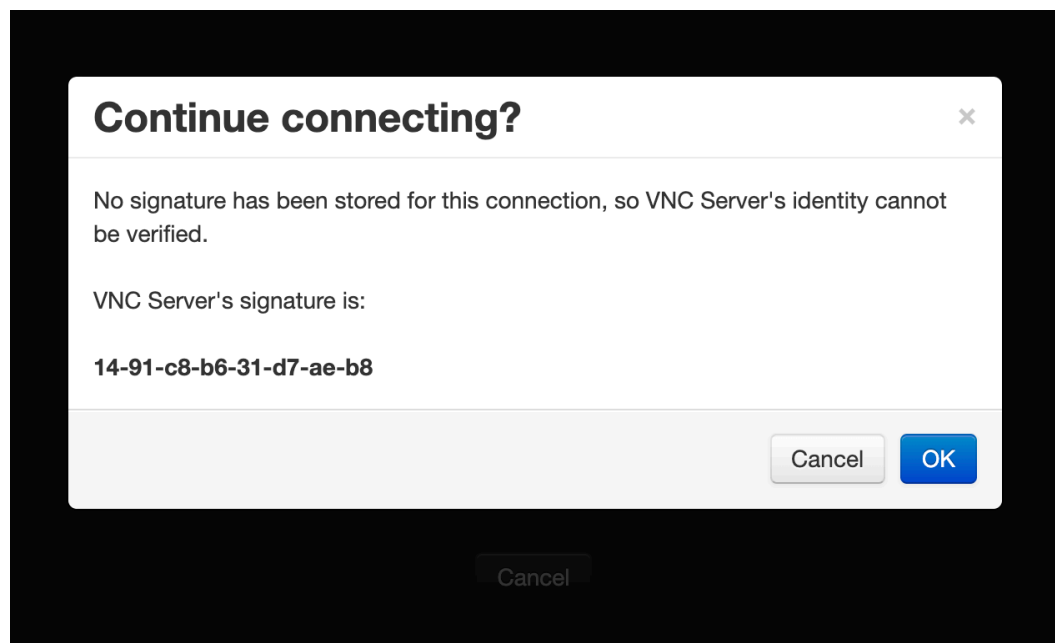 Continue connecting?
×
No signature has been stored for this connection, so VNC Server's identity cannot
be verified.
VNC Server's signature is:
14-91-c8-b6-31-d7-ae-b8
Cancel
OK
Cancel